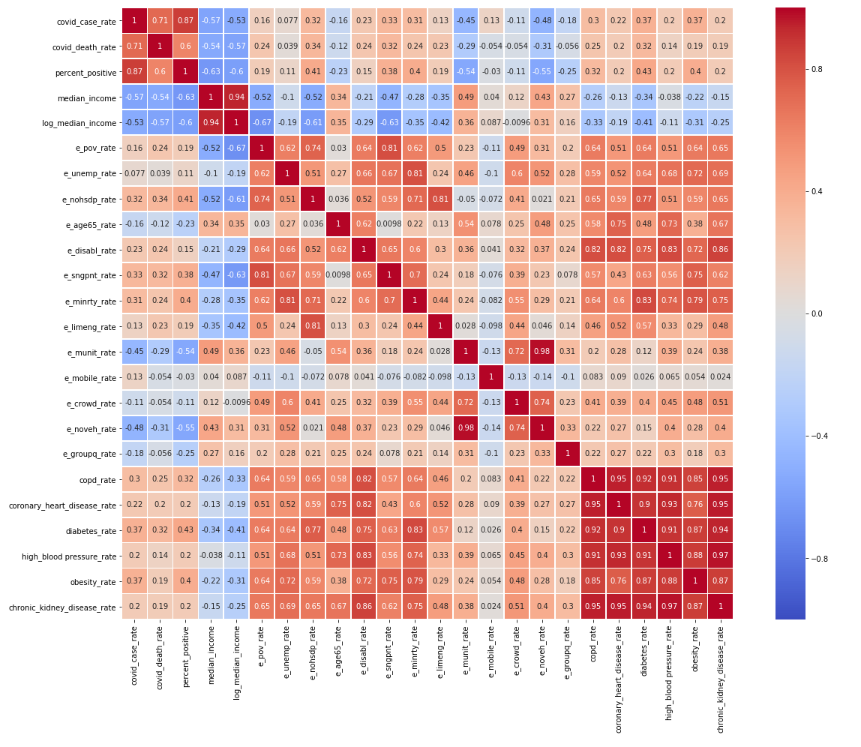 covid_case_rate 1 0.71 0.87 -0.57 -0.53 0.16 0.077 0.32 -0.16 0.23 0.33 0.31 0.13 -0.45 0.13 -0.11 -0.48 -0.18 0.3 0.22 0.37 0.2 0.37 0.2
covid_death_rate 0.71 1 0.6 -0.54 -0.57 0.24 0.039 0.34 -0.12 0.24 0.32 0.24 0.23 -0.29 -0.054 -0.054 -0.31 -0.056 0.25 0.2 0.32 0.14 0.19 0.19
percent_positive 0.87 0.6 1 -0.63 -0.6 0.19 0.11 0.41 -0.23 0.15 0.38 0.4 0.19 -0.54 -0.03 -0.11 -0.55 -0.25 0.32 0.2 0.43 0.2 0.4 0.2
median_income -0.57 -0.54 -0.63 1 0.94 -0.52 -0.1 -0.52 0.34 -0.21 -0.47 -0.28 -0.35 0.49 0.04 0.12 0.43 0.27 -0.26 -0.13 -0.34 -0.038 -0.22 -0.15
log_median_income -0.53 -0.57 -0.6 0.94 1 -0.67 -0.19 -0.61 0.35 -0.29 -0.63 -0.35 -0.42 0.36 0.087 -0.0096 0.31 0.16 -0.33 -0.19 -0.41 -0.11 -0.31 -0.25
e_pov_rate 0.16 0.24 0.19 -0.52 -0.67 1 0.62 0.74 0.03 0.64 0.81 0.62 0.5 0.23 -0.11 0.49 0.31 0.2 0.64 0.51 0.64 0.51 0.64 0.65
e_unemp_rate 0.077 0.039 0.11 -0.1 -0.19 0.62 1 0.51 0.27 0.66 0.67 0.81 0.24 0.46 -0.1 0.6 0.52 0.28 0.59 0.52 0.64 0.68 0.72 0.69
e_nohsdp_rate 0.32 0.34 0.41 -0.52 -0.61 0.74 0.51 1 0.036 0.52 0.59 0.71 0.81 -0.05 -0.072 0.41 0.021 0.21 0.65 0.59 0.77 0.51 0.59 0.65
e_age65_rate -0.16 -0.12 -0.23 0.34 0.35 0.03 0.27 0.036 1 0.62 0.0098 0.22 0.13 0.54 0.078 0.25 0.48 0.25 0.58 0.75 0.48 0.73 0.38 0.67
e_disabl_rate 0.23 0.24 0.15 -0.21 -0.29 0.64 0.66 0.52 0.62 1 0.65 0.6 0.3 0.36 0.041 0.32 0.37 0.24 0.82 0.82 0.75 0.83 0.72 0.86
e_sngpnt_rate 0.33 0.32 0.38 -0.47 -0.63 0.81 0.67 0.59 0.0098 0.65 1 0.7 0.24 0.18 -0.076 0.39 0.23 0.078 0.57 0.43 0.63 0.56 0.75 0.62
e_minrty_rate 0.31 0.24 0.4 -0.28 -0.35 0.62 0.81 0.71 0.22 0.6 0.7 1 0.44 0.24 -0.082 0.55 0.29 0.21 0.64 0.6 0.83 0.74 0.79 0.75
e_limeng_rate 0.13 0.23 0.19 -0.35 -0.42 0.5 0.24 0.81 0.13 0.3 0.24 0.44 1 0.028 -0.098 0.44 0.046 0.14 0.46 0.52 0.57 0.33 0.29 0.48
e_munit_rate -0.45 -0.29 -0.54 0.49 0.36 0.23 0.46 -0.05 0.54 0.36 0.18 0.24 0.028 1 -0.13 0.72 0.98 0.31 0.2 0.28 0.12 0.39 0.24 0.38
e_mobile_rate 0.13 -0.054 -0.03 0.04 0.087 -0.11 -0.1 -0.072 0.078 0.041 -0.076 -0.082 -0.098 -0.13 1 -0.13 -0.14 -0.1 0.083 0.09 0.026 0.065 0.054 0.024
e_crowd_rate -0.11 -0.054 -0.11 0.12 -0.0096 0.49 0.6 0.41 0.25 0.32 0.39 0.55 0.44 0.72 -0.13 1 0.74 0.23 0.41 0.39 0.4 0.45 0.48 0.51
e_noveh_rate -0.48 -0.31 -0.55 0.43 0.31 0.31 0.52 0.021 0.48 0.37 0.23 0.29 0.046 0.98 -0.14 0.74 1 0.33 0.22 0.27 0.15 0.4 0.28 0.4
e_groupq_rate -0.18 -0.056 -0.25 0.27 0.16 0.2 0.28 0.21 0.25 0.24 0.078 0.21 0.14 0.31 -0.1 0.23 0.33 1 0.22 0.27 0.22 0.3 0.18 0.3
copd_rate 0.3 0.25 0.32 -0.26 -0.33 0.64 0.59 0.65 0.58 0.82 0.57 0.64 0.46 0.2 0.083 0.41 0.22 0.22 1 0.95 0.92 0.91 0.85 0.95
coronary_heart_disease_rate 0.22 0.2 0.2 -0.13 -0.19 0.51 0.52 0.59 0.75 0.82 0.43 0.6 0.52 0.28 0.09 0.39 0.27 0.27 0.95 1 0.9 0.93 0.76 0.95
diabetes_rate 0.37 0.32 0.43 -0.34 -0.41 0.64 0.64 0.77 0.48 0.75 0.63 0.83 0.57 0.12 0.026 0.4 0.15 0.22 0.92 0.9 1 0.91 0.87 0.94
high_blood pressure_rate 0.2 0.14 0.2 -0.038 -0.11 0.51 0.68 0.51 0.73 0.83 0.56 0.74 0.33 0.39 0.065 0.45 0.4 0.3 0.91 0.93 0.91 1 0.88 0.97
obesity_rate 0.37 0.19 0.4 -0.22 -0.31 0.64 0.72 0.59 0.38 0.72 0.75 0.79 0.29 0.24 0.054 0.48 0.28 0.18 0.85 0.76 0.87 0.88 1 0.87
chronic_kidney_disease_rate 0.2 0.19 0.2 -0.15 -0.25 0.65 0.69 0.65 0.67 0.86 0.62 0.75 0.48 0.38 0.024 0.51 0.4 0.3 0.95 0.95 0.94 0.97 0.87 1
covid_case_rate
covid_death_rate
percent_positive
median_income
log_median_income
e_pov_rate
e_unemp_rate
e_nohsdp_rate
e_age65_rate
e_disabl_rate
e_sngpnt_rate
e_minrty_rate
e_limeng_rate
e_munit_rate
e_mobile_rate
e_crowd_rate
e_noveh_rate
e_groupq_rate
copd_rate
coronary_heart_disease_rate
diabetes_rate
high_blood pressure_rate
obesity_rate
chronic_kidney_disease_rate
0.8
0.4
0.0
−0.4
−0.8